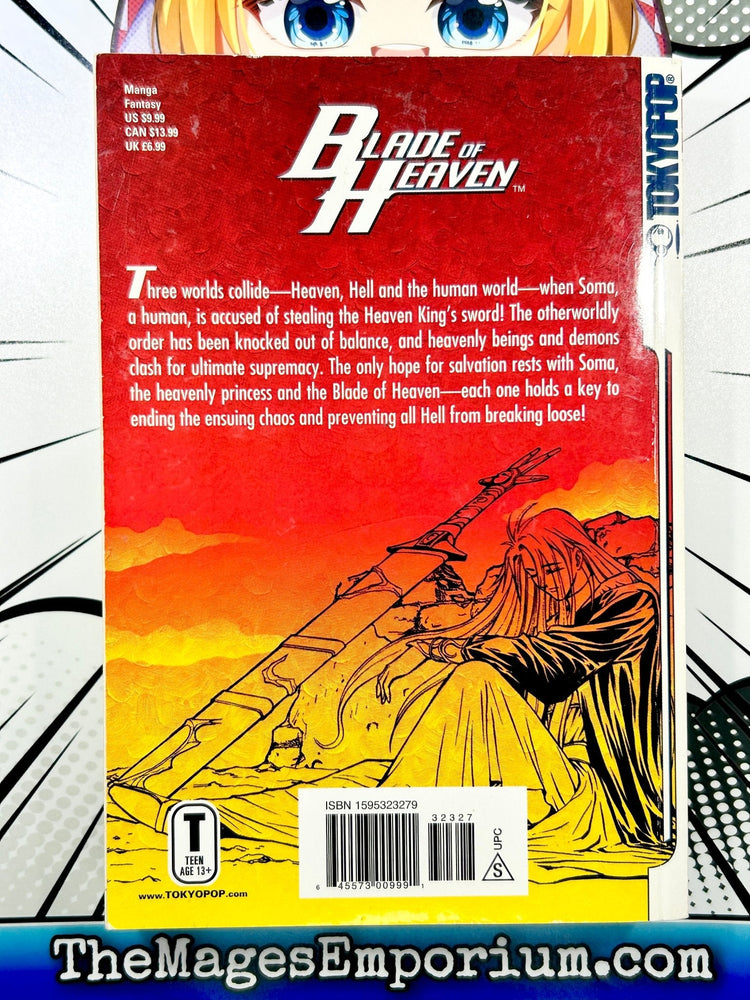 Manga
Fantasy
US $9.99
CAN $13.99
UK £6.99
BLADE OF
HEAVEN™
TOKYOPOP®
Three worlds collide—Heaven, Hell and the human world—when Soma,
a human, is accused of stealing the Heaven King's sword! The otherworldly
order has been knocked out of balance, and heavenly beings and demons
clash for ultimate supremacy. The only hope for salvation rests with Soma,
the heavenly princess and the Blade of Heaven—each one holds a key to
ending the ensuing chaos and preventing all Hell from breaking loose!
ISBN 1595323279
32327
6 45573 00999 1
S UPC
T
TEEN
AGE 13+
www.TOKYOPOP.com
TheMagesEmporium.com